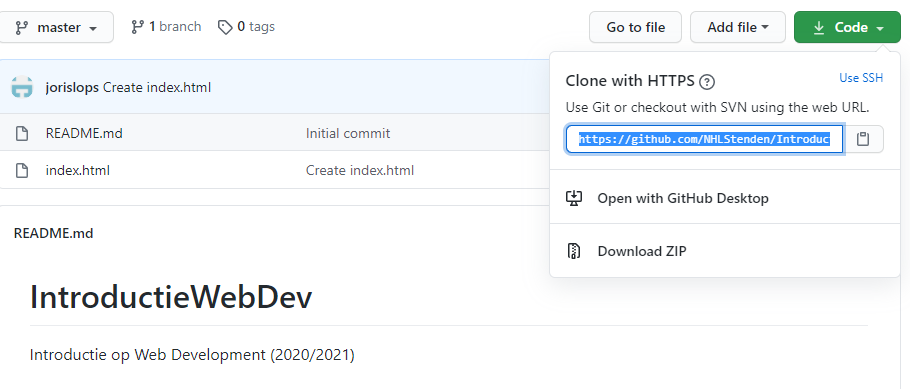 master
1 branch
0 tags
Go to file
Add file
Code
jorislops Create index.html
README.md Initial commit
index.html Create index.html
Clone with HTTPS ?
Use SSH
Use Git or checkout with SVN using the web URL.
https://github.com/NHLStenden/Introduc
Open with GitHub Desktop
Download ZIP
README.md
IntroductieWebDev
Introductie op Web Development (2020/2021)